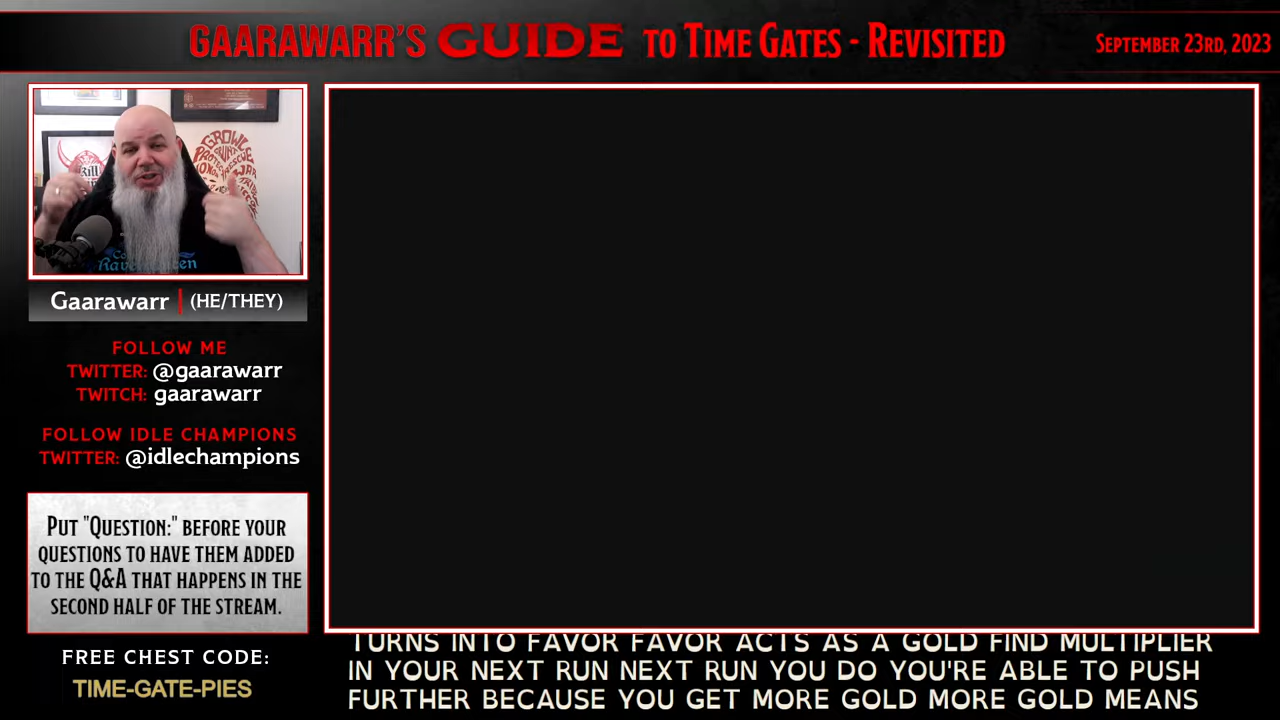 GAARAWARR'S GUIDE TO TIME GATES - REVISITED
SEPTEMBER 23RD, 2023
GROWL
Gaarawarr | (HE/THEY)
FOLLOW ME
TWITTER: @gaarawarr
TWITCH: gaarawarr
FOLLOW IDLE CHAMPIONS
TWITTER: @idlechampions
PUT "QUESTION:" BEFORE YOUR
QUESTIONS TO HAVE THEM ADDED
TO THE Q&A THAT HAPPENS IN THE
SECOND HALF OF THE STREAM.
FREE CHEST CODE:
TIME-GATE-PIES
TURNS INTO FAVOR FAVOR ACTS AS A GOLD FIND MULTIPLIER
IN YOUR NEXT RUN NEXT RUN YOU DO YOU'RE ABLE TO PUSH
FURTHER BECAUSE YOU GET MORE GOLD MORE GOLD MEANS